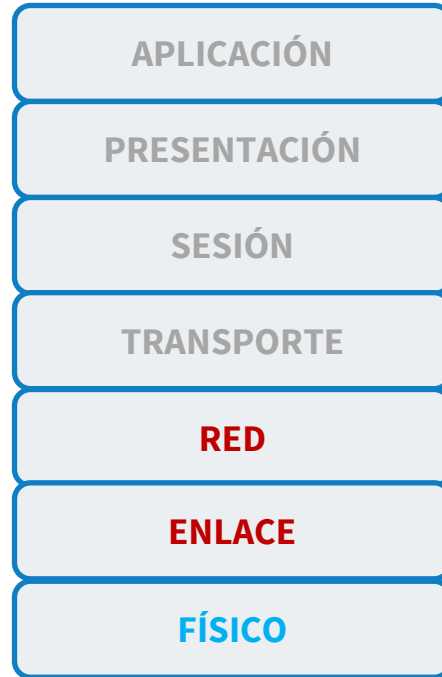 APLICACIÓN
PRESENTACIÓN
SESIÓN
TRANSPORTE
RED
ENLACE
FÍSICO